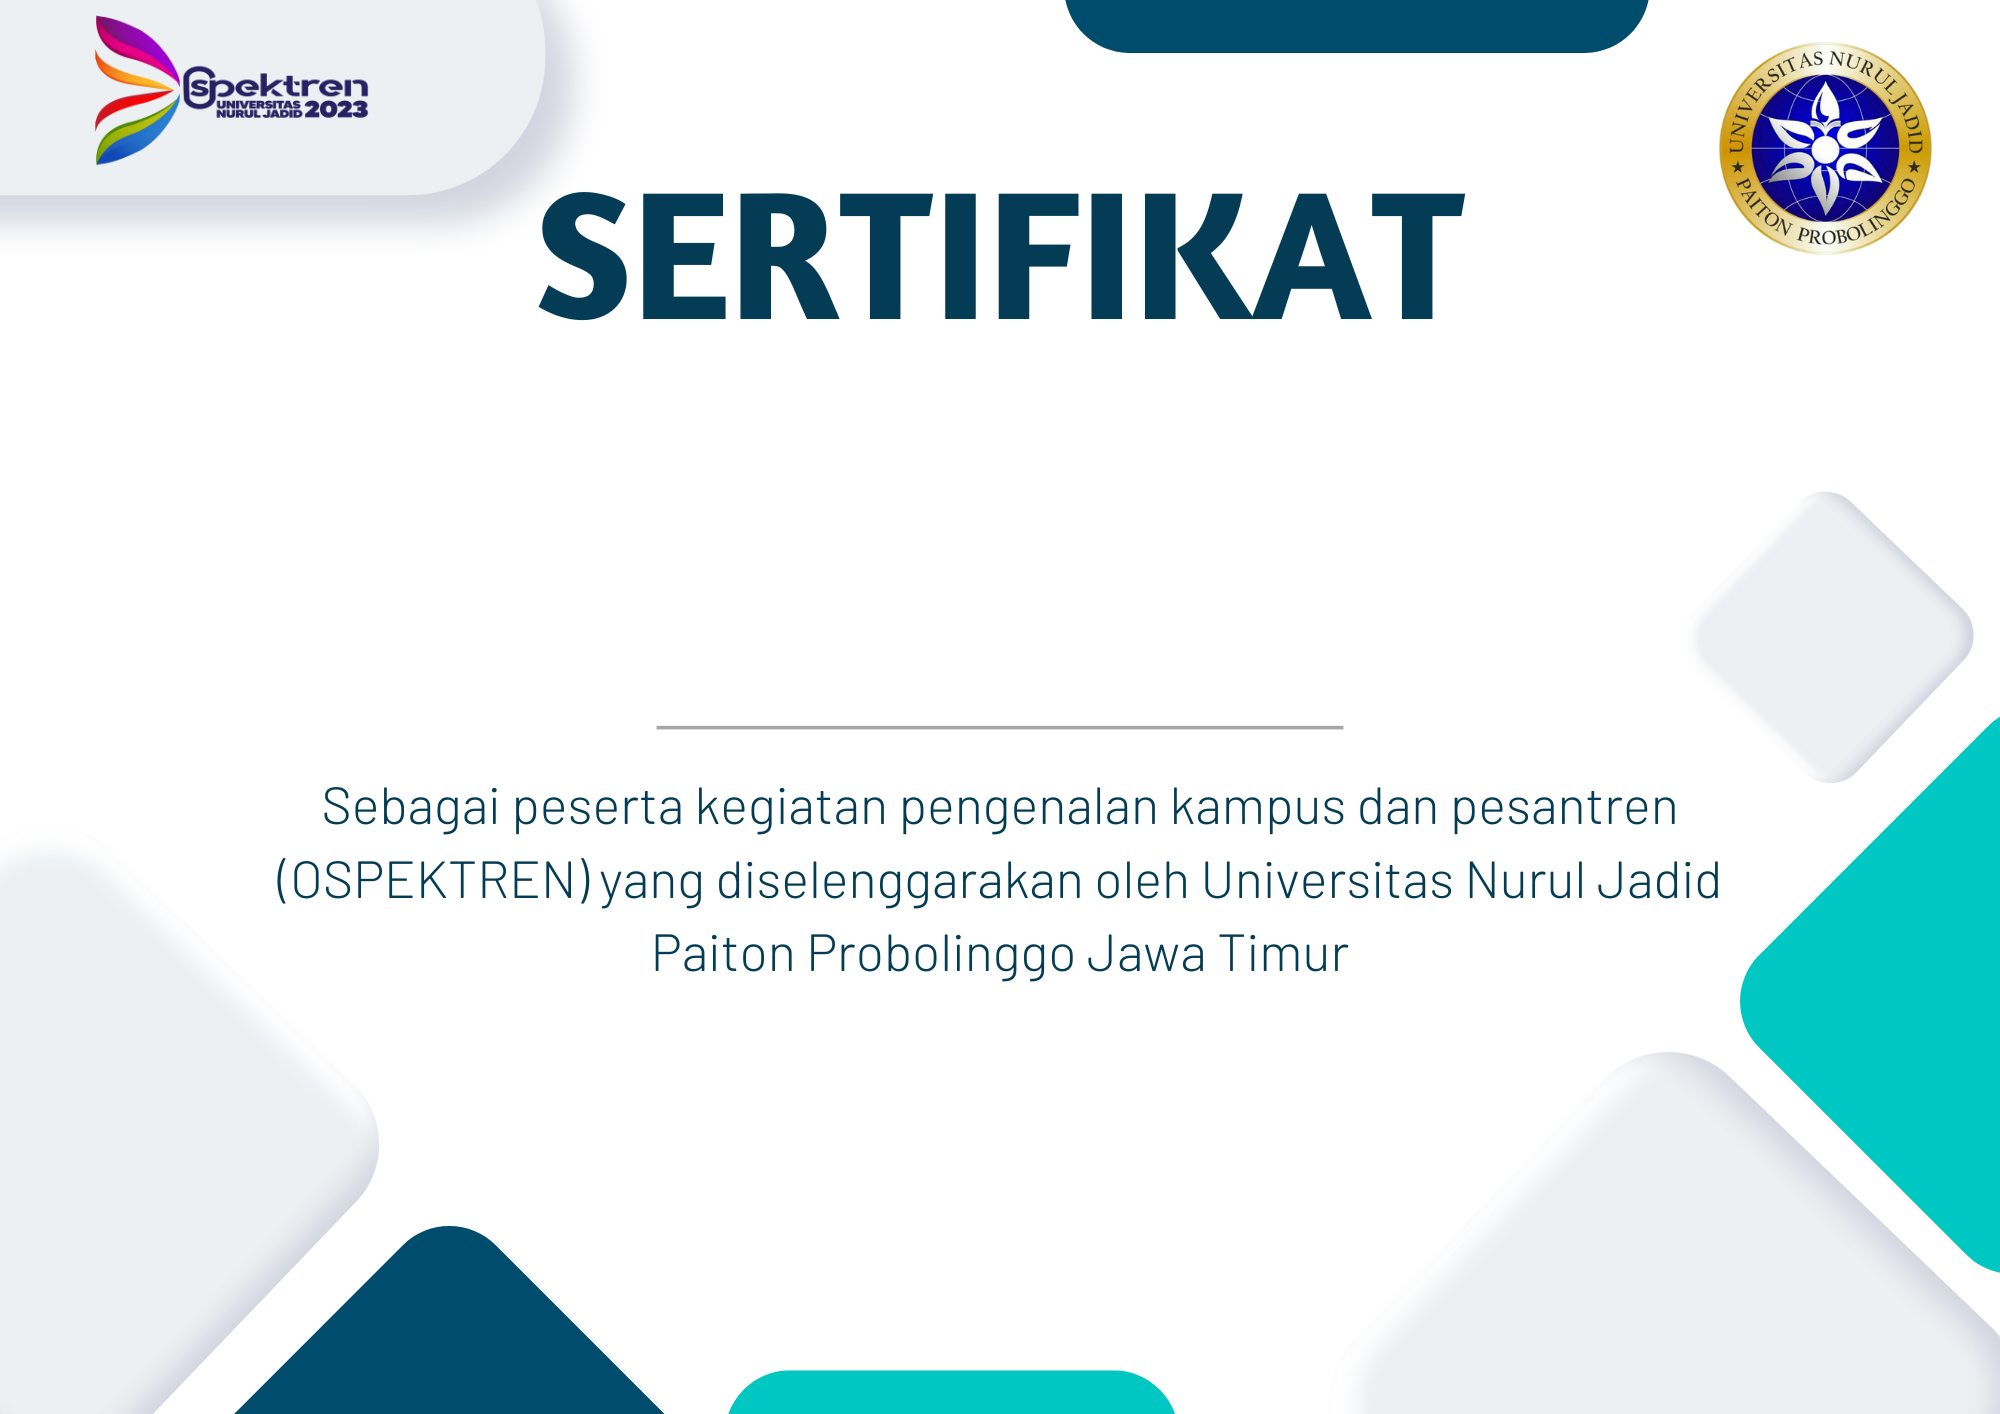 Ospektren
UNIVERSITAS
NURUL JADID 2023
UNIVERSITAS NURUL JADID
★ PAITON PROBOLINGGO ★
SERTIFIKAT
Sebagai peserta kegiatan pengenalan kampus dan pesantren
(OSPEKTREN) yang diselenggarakan oleh Universitas Nurul Jadid
Paiton Probolinggo Jawa Timur